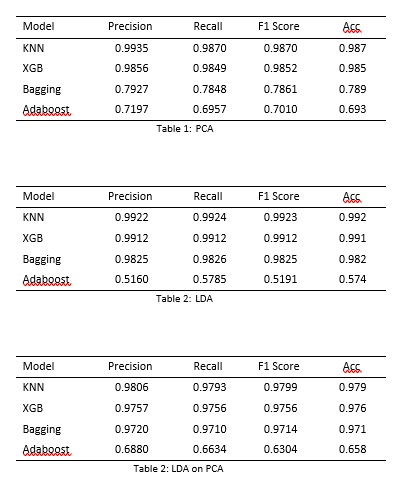 Model Precision Recall F1 Score Acc.
KNN 0.9935 0.9870 0.9870 0.987
XGB 0.9856 0.9849 0.9852 0.985
Bagging 0.7927 0.7848 0.7861 0.789
Adaboost 0.7197 0.6957 0.7010 0.693
Table 1: PCA
Model Precision Recall F1 Score Acc.
KNN 0.9922 0.9924 0.9923 0.992
XGB 0.9912 0.9912 0.9912 0.991
Bagging 0.9825 0.9826 0.9825 0.982
Adaboost 0.5160 0.5785 0.5191 0.574
Table 2: LDA
Model Precision Recall F1 Score Acc.
KNN 0.9806 0.9793 0.9799 0.979
XGB 0.9757 0.9756 0.9756 0.976
Bagging 0.9720 0.9710 0.9714 0.971
Adaboost 0.6880 0.6634 0.6304 0.658
Table 2: LDA on PCA